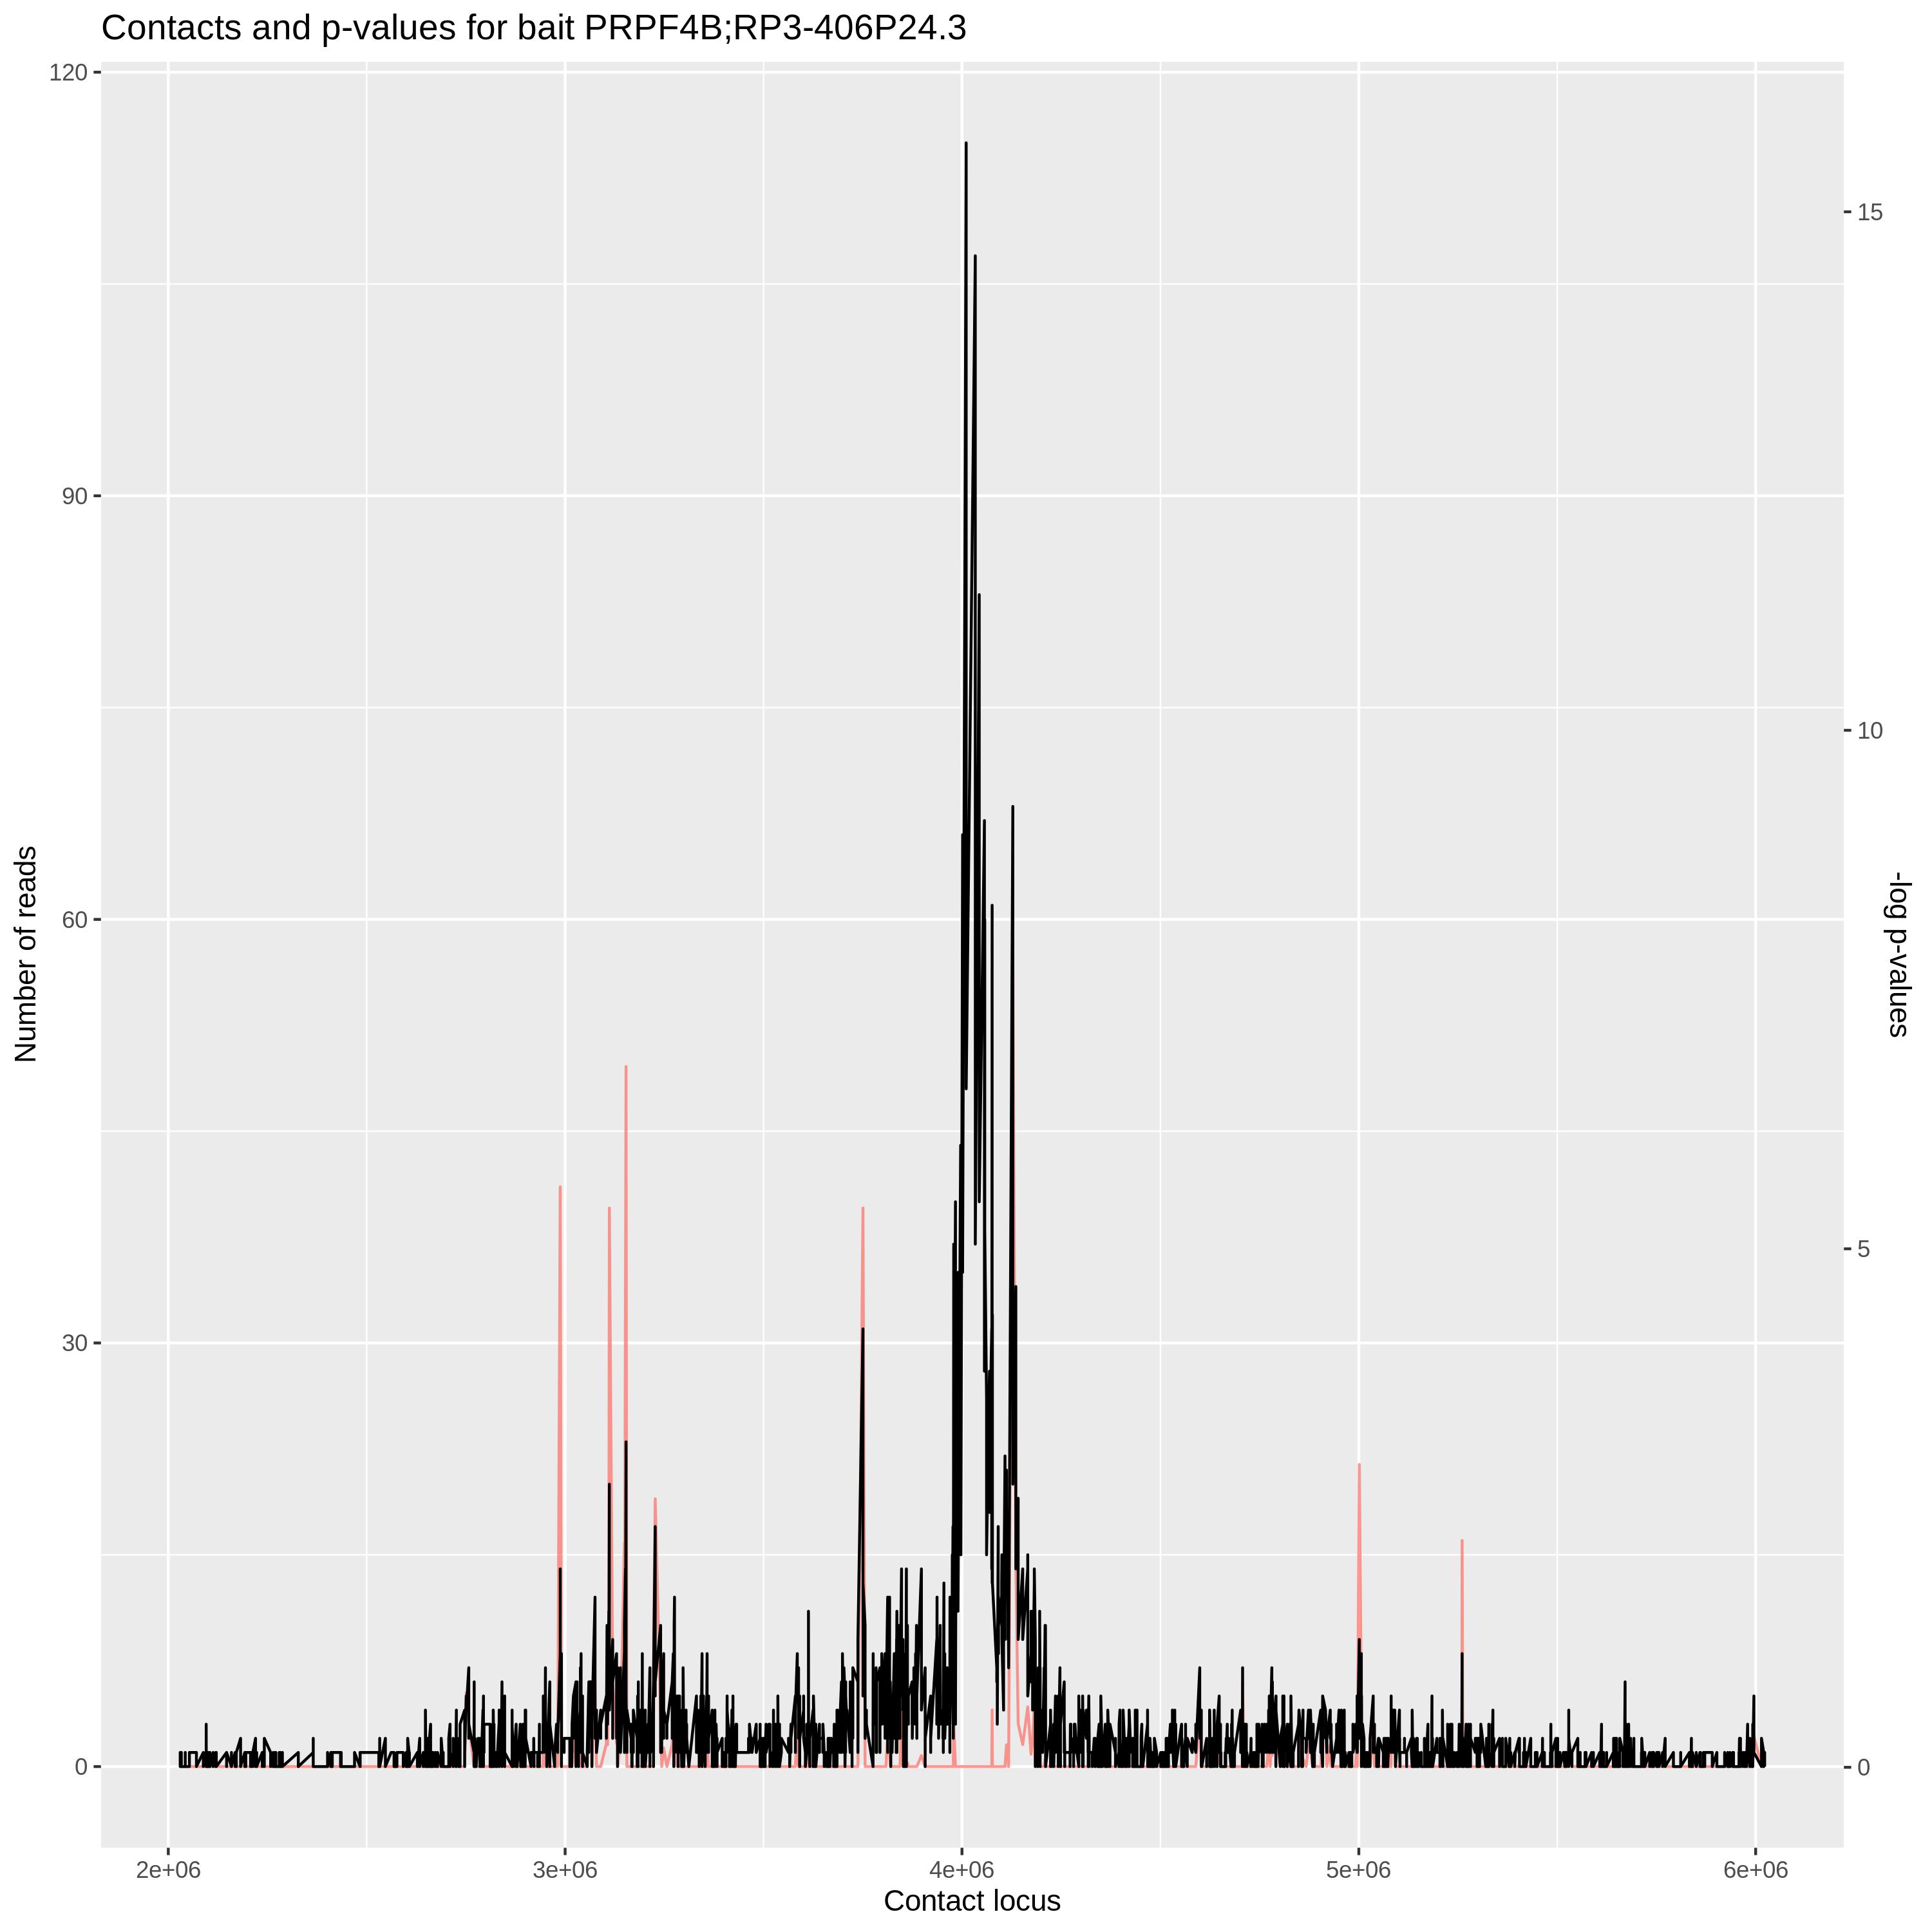 Contacts and p-values for bait PRPF4B;RP3-406P24.3
120
90
60
30
0
Number of reads
15
10
5
0
-log p-values
2e+06
3e+06
4e+06
5e+06
6e+06
Contact locus